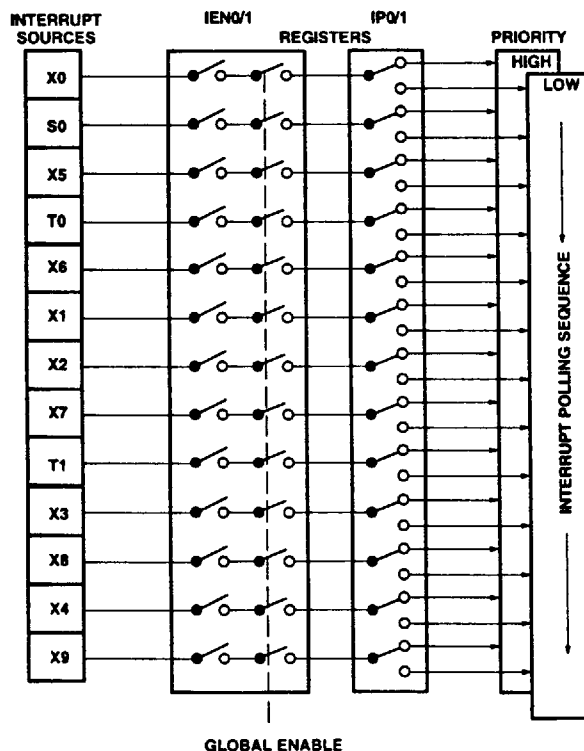 INTERRUPT
SOURCES
IEN0/1
REGISTERS
IP0/1
PRIORITY
HIGH
LOW
X0
S0
X5
T0
X6
X1
X2
X7
T1
X3
X8
X4
X9
INTERRUPT POLLING SEQUENCE
GLOBAL ENABLE